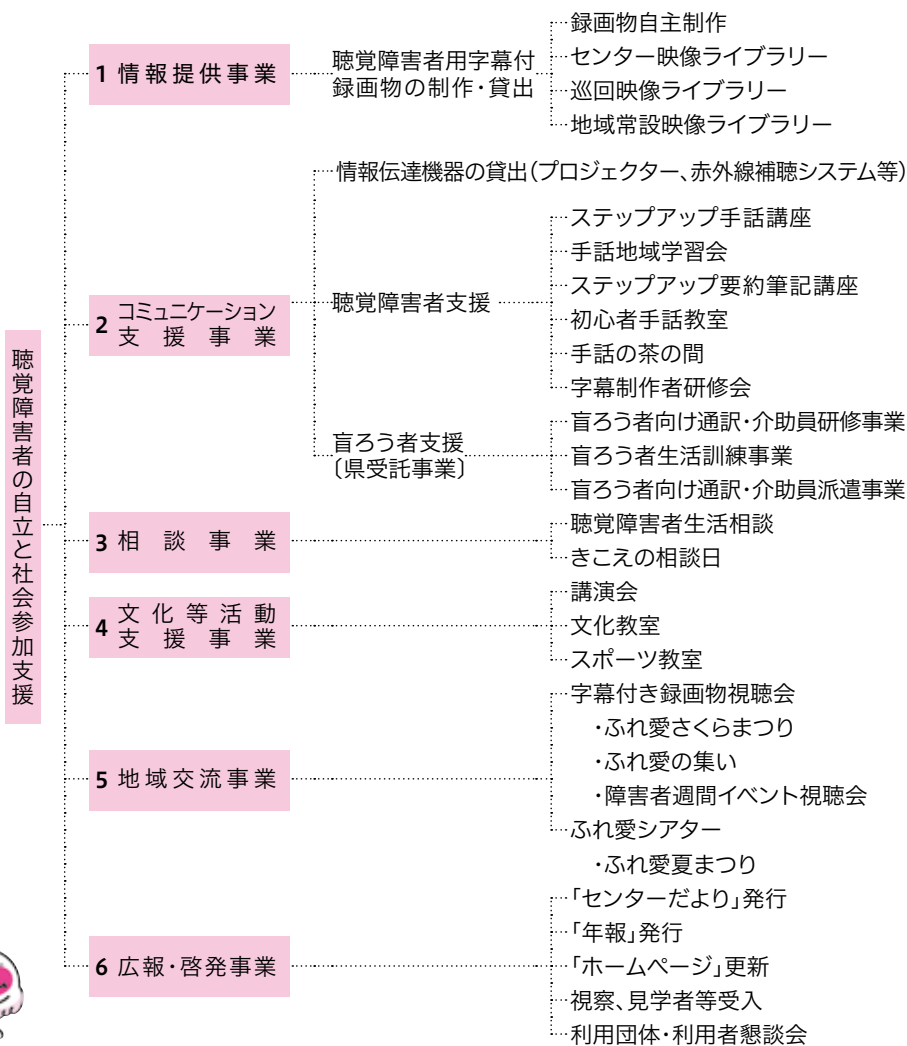 聴覚障害者の自立と社会参加支援
1 情報提供事業
聴覚障害者用字幕付
録画物の制作・貸出
録画物自主制作
センター映像ライブラリー
巡回映像ライブラリー
地域常設映像ライブラリー
2 コミュニケーション
支援事業
情報伝達機器の貸出（プロジェクター、赤外線補聴システム等）
聴覚障害者支援
ステップアップ手話講座
手話地域学習会
ステップアップ要約筆記講座
初心者手話教室
手話の茶の間
字幕制作者研修会
盲ろう者支援
〔県受託事業〕
盲ろう者向け通訳・介助員研修事業
盲ろう者生活訓練事業
盲ろう者向け通訳・介助員派遣事業
3 相談事業
聴覚障害者生活相談
きこえの相談日
4 文化等活動
支援事業
講演会
文化教室
スポーツ教室
5 地域交流事業
字幕付き録画物視聴会
・ふれ愛さくらまつり
・ふれ愛の集い
・障害者週間イベント視聴会
ふれ愛シアター
・ふれ愛夏まつり
6 広報・啓発事業
「センターだより」発行
「年報」発行
「ホームページ」更新
視察、見学者等受入
利用団体・利用者懇談会